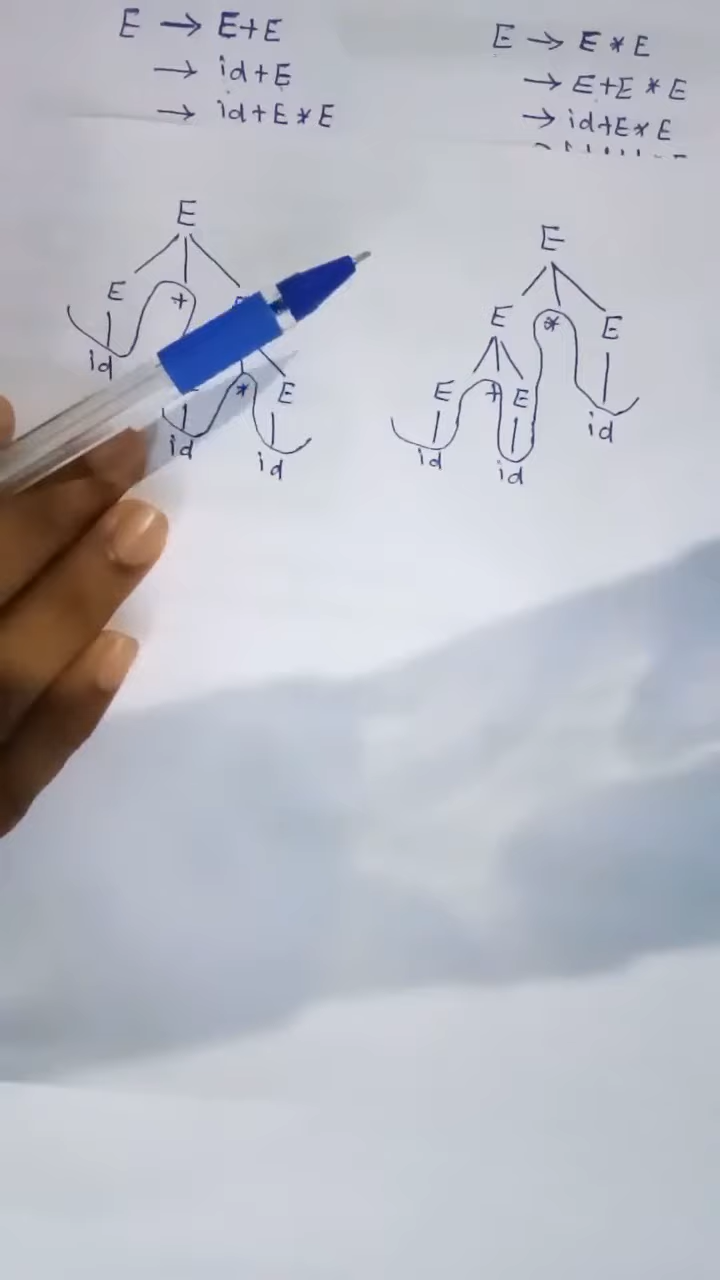 E → E+E
→ id+E
→ id+E*E
E → E*E
→ E+E*E
→ id+E*E
E
E +
id
* E
id id
E
E * E
E + E id
id id